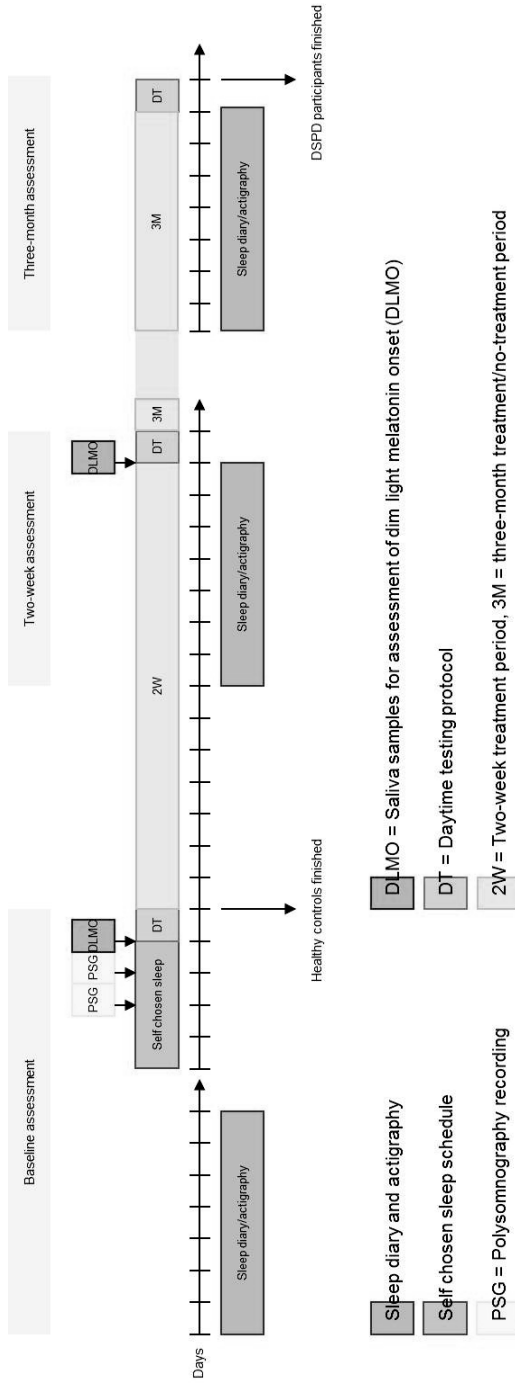 Baseline assessment
Two-week assessment
Three-month assessment
PSG
PSG
DLMO
DLMO
Self chosen sleep
DT
2W
DT
3M
3M
DT
Days
Sleep diary/actigraphy
Sleep diary/actigraphy
Sleep diary/actigraphy
Healthy controls finished
DSPD participants finished
Sleep diary and actigraphy
Self chosen sleep schedule
PSG = Polysomnography recording
DLMO = Saliva samples for assessment of dim light melatonin onset (DLMO)
DT = Daytime testing protocol
2W = Two-week treatment period, 3M = three-month treatment/no-treatment period